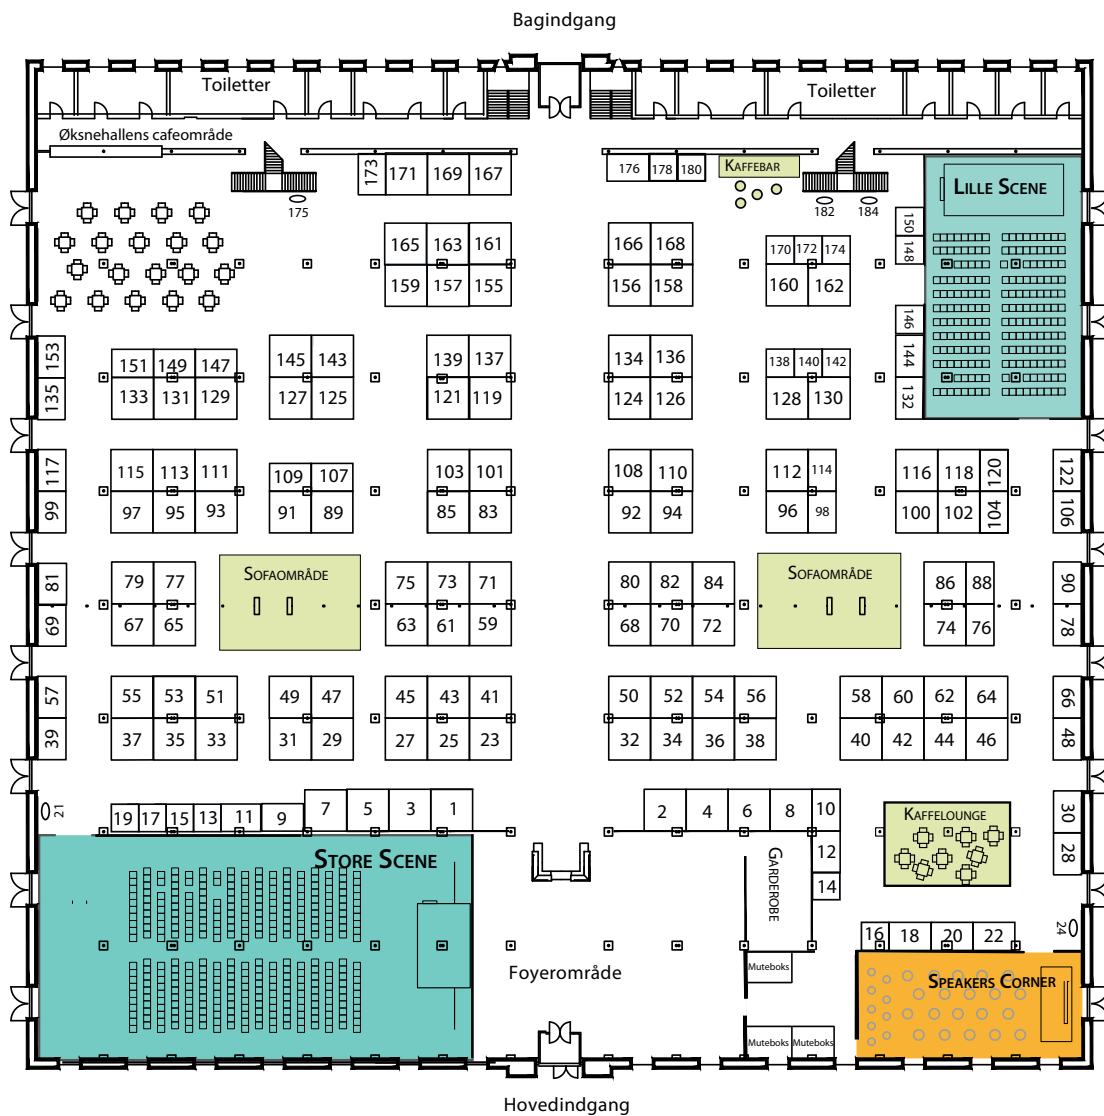 Bagindgang
Toiletter
Toiletter
Øksnehallens cafeområde
173 171 169 167
176 178 180
KAFFEBAR
LILLE SCENE
175
182 184
150
148
165 163 161
166 168
170 172 174
159 157 155
156 158
160 162
146
153
151 149 147
145 143
139 137
134 136
138 140 142
144
135
133 131 129
127 125
121 119
124 126
128 130
132
117
115 113 111
109 107
103 101
108 110
112 114
116 118 120
122
99
97 95 93
91 89
85 83
92 94
96 98
100 102 104
106
81
79 77
SOFAOMRÅDE
75 73 71
80 82 84
SOFAOMRÅDE
86 88
90
69
67 65
63 61 59
68 70 72
74 76
78
57
55 53 51
49 47
45 43 41
50 52 54 56
58 60 62 64
66
39
37 35 33
31 29
27 25 23
32 34 36 38
40 42 44 46
48
21
19 17 15 13 11 9 7 5 3 1
2 4 6 8 10
12
14
KAFFELOUNGE
30
28
STORE SCENE
GARDEROBE
16 18 20 22
24
Foyerområde
Muteboks
SPEAKERS CORNER
Muteboks Muteboks
Hovedindgang